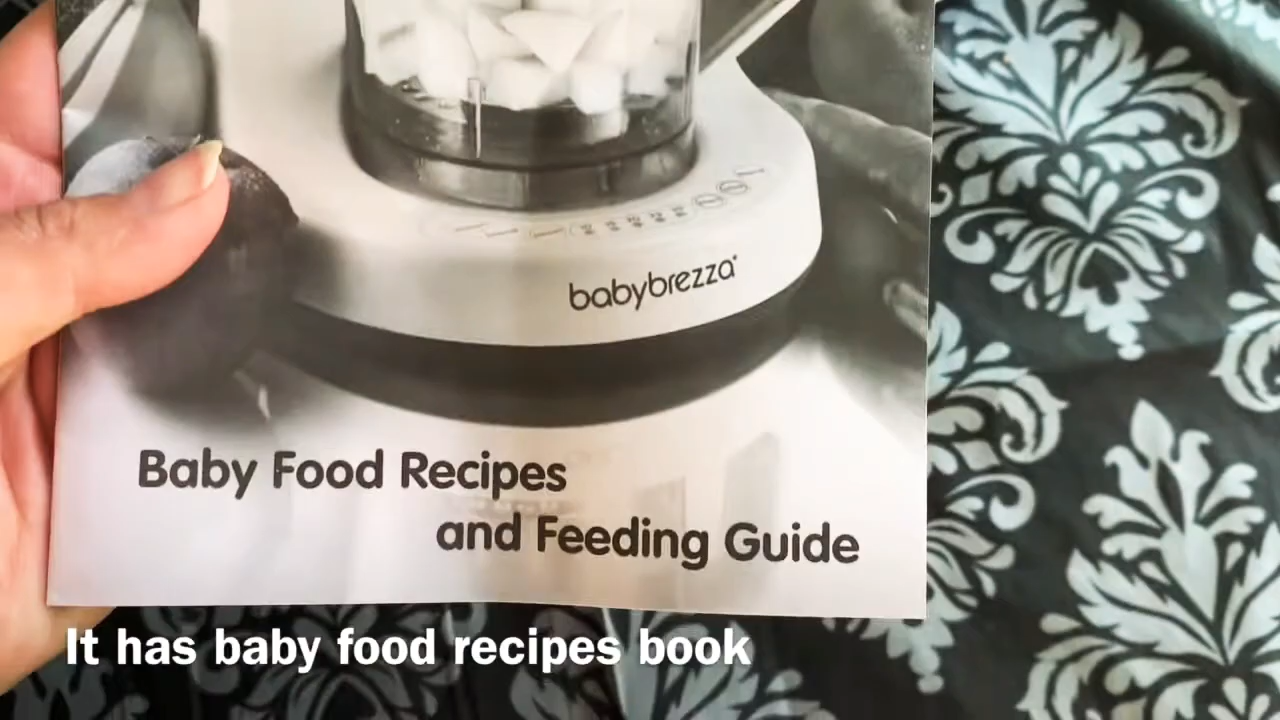 babybrezza
Baby Food Recipes
and Feeding Guide
It has baby food recipes book